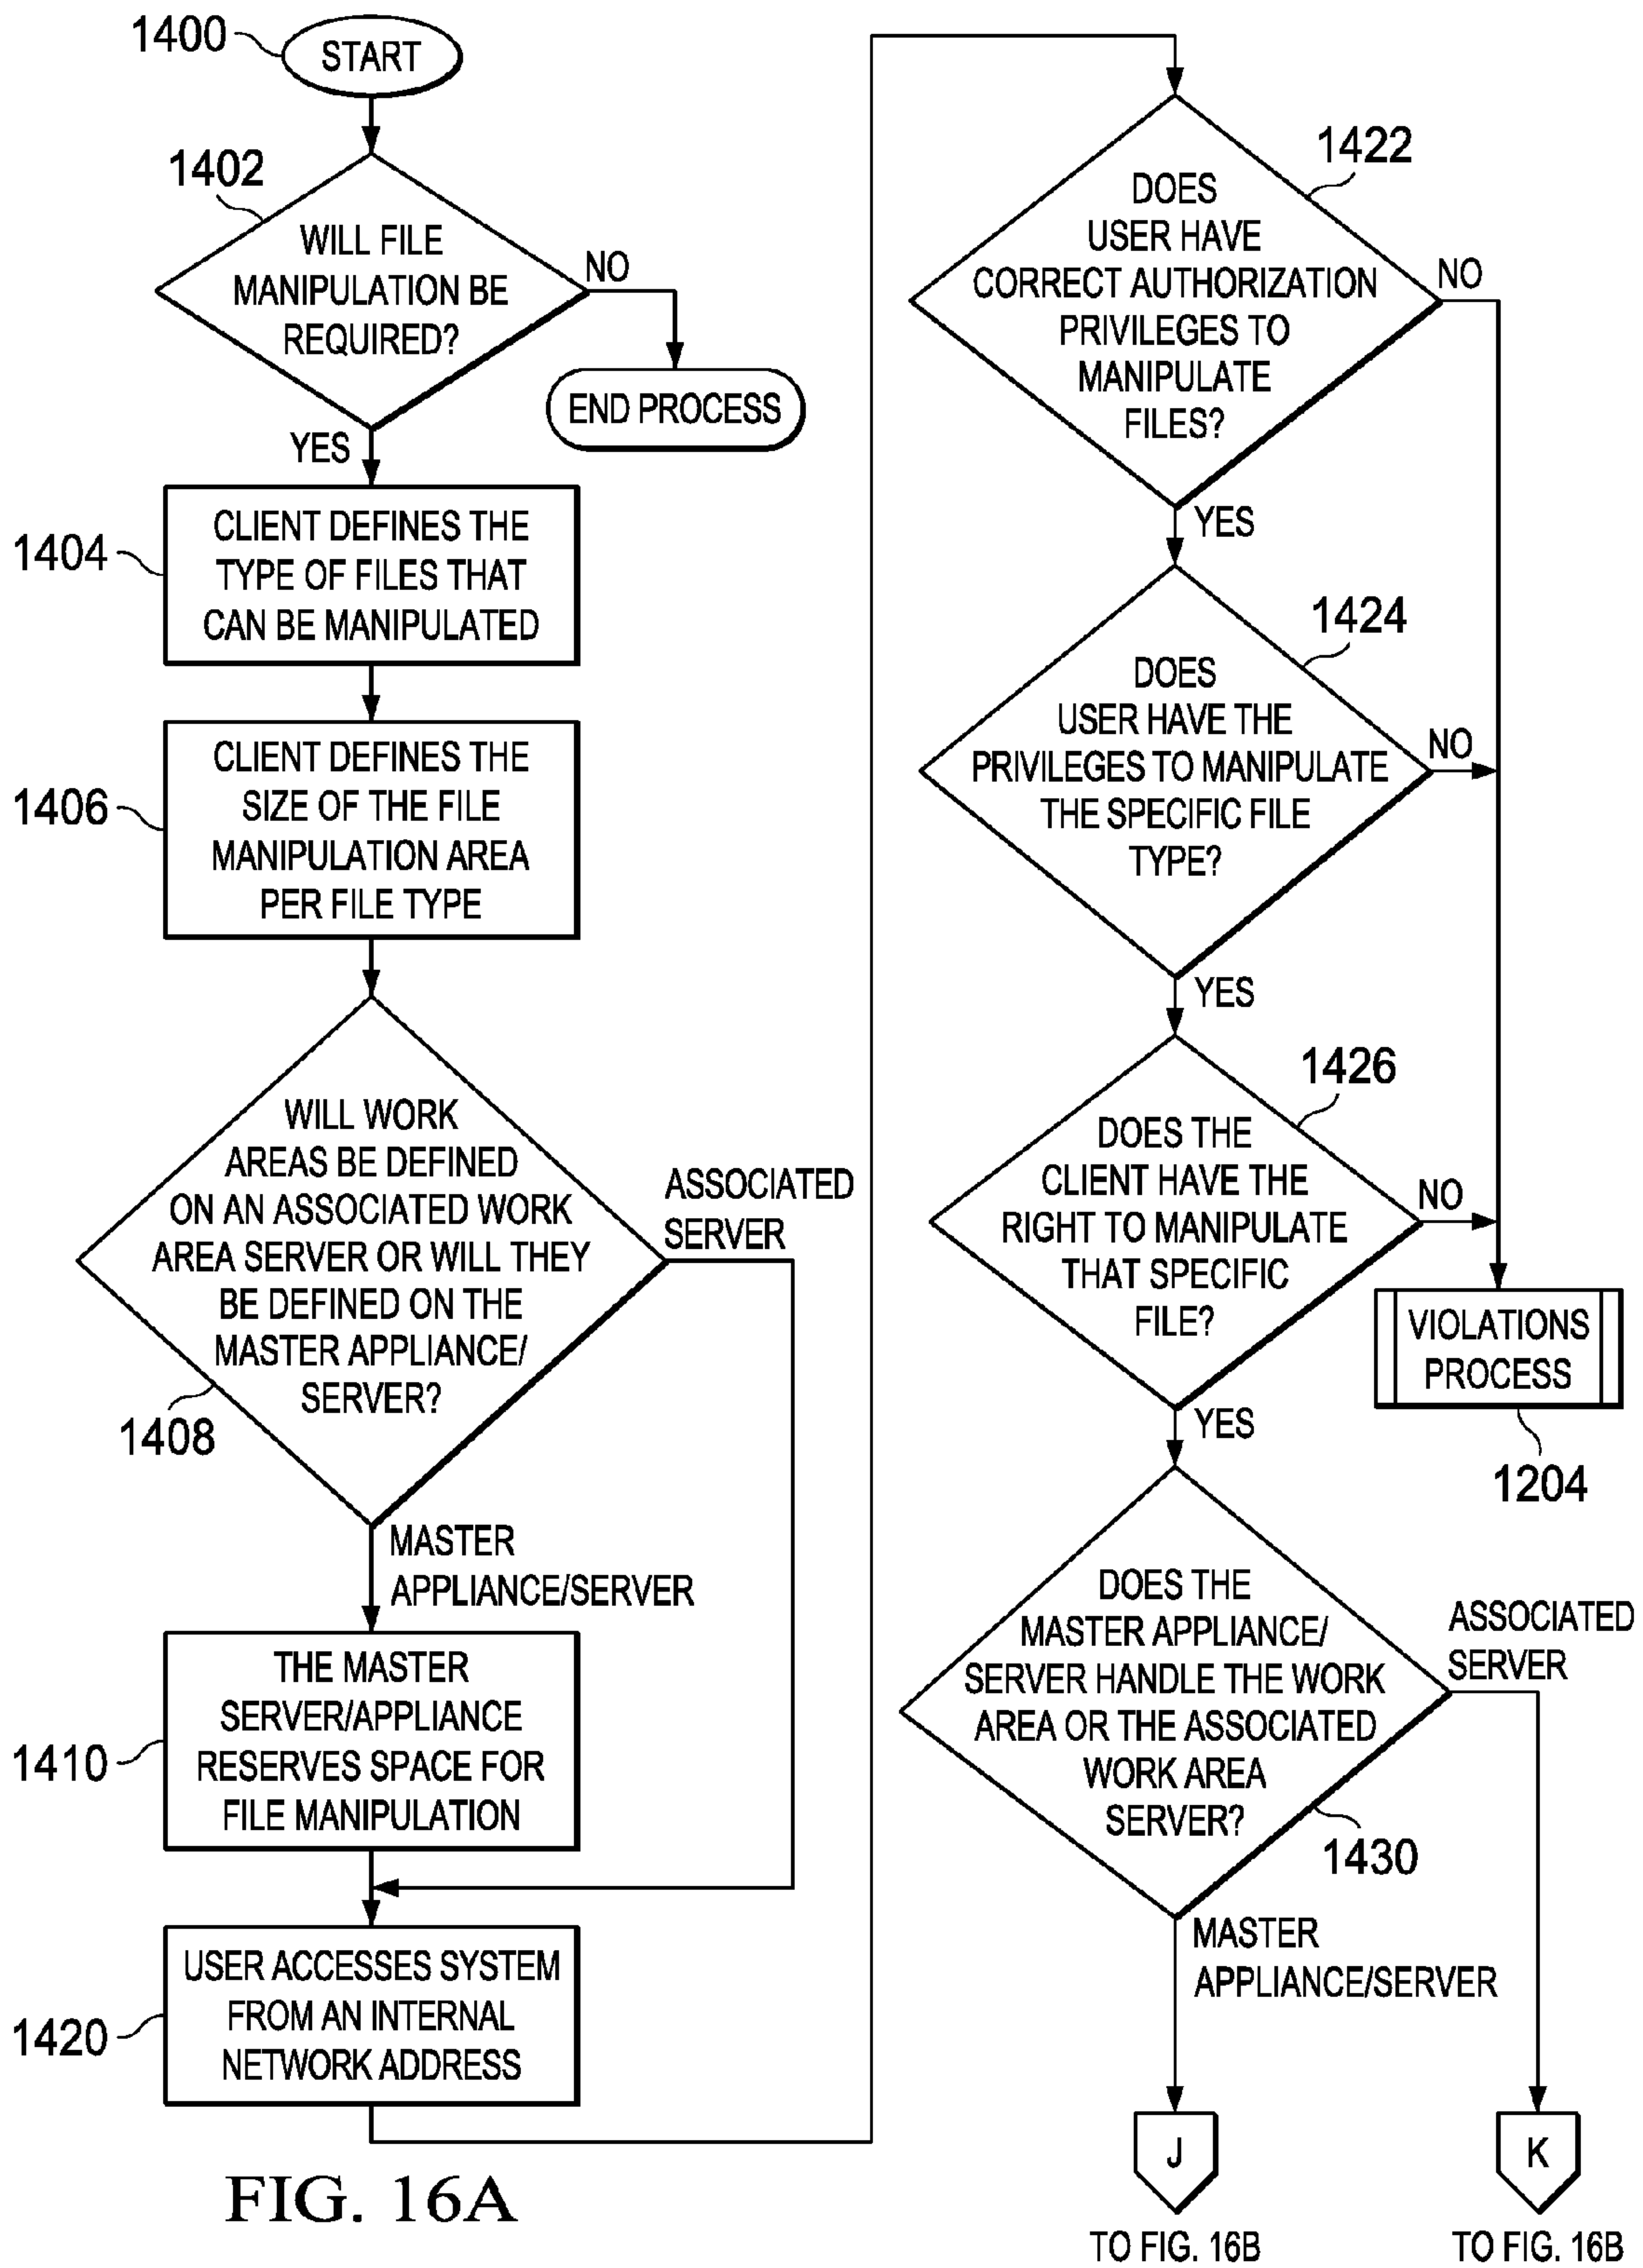 1400
START
1402
WILL FILE
MANIPULATION BE
REQUIRED?
NO
END PROCESS
YES
1404
CLIENT DEFINES THE
TYPE OF FILES THAT
CAN BE MANIPULATED
1406
CLIENT DEFINES THE
SIZE OF THE FILE
MANIPULATION AREA
PER FILE TYPE
WILL WORK
AREAS BE DEFINED
ON AN ASSOCIATED WORK
AREA SERVER OR WILL THEY
BE DEFINED ON THE
MASTER APPLIANCE/
SERVER?
1408
ASSOCIATED
SERVER
MASTER
APPLIANCE/SERVER
1410
THE MASTER
SERVER/APPLIANCE
RESERVES SPACE FOR
FILE MANIPULATION
1420
USER ACCESSES SYSTEM
FROM AN INTERNAL
NETWORK ADDRESS
1422
DOES
USER HAVE
CORRECT AUTHORIZATION
PRIVILEGES TO
MANIPULATE
FILES?
NO
YES
1424
DOES
USER HAVE THE
PRIVILEGES TO MANIPULATE
THE SPECIFIC FILE
TYPE?
NO
YES
1426
DOES THE
CLIENT HAVE THE
RIGHT TO MANIPULATE
THAT SPECIFIC
FILE?
NO
VIOLATIONS
PROCESS
1204
YES
DOES THE
MASTER APPLIANCE/
SERVER HANDLE THE WORK
AREA OR THE ASSOCIATED
WORK AREA
SERVER?
1430
ASSOCIATED
SERVER
MASTER
APPLIANCE/SERVER
J
K
TO FIG. 16B
TO FIG. 16B
FIG. 16A